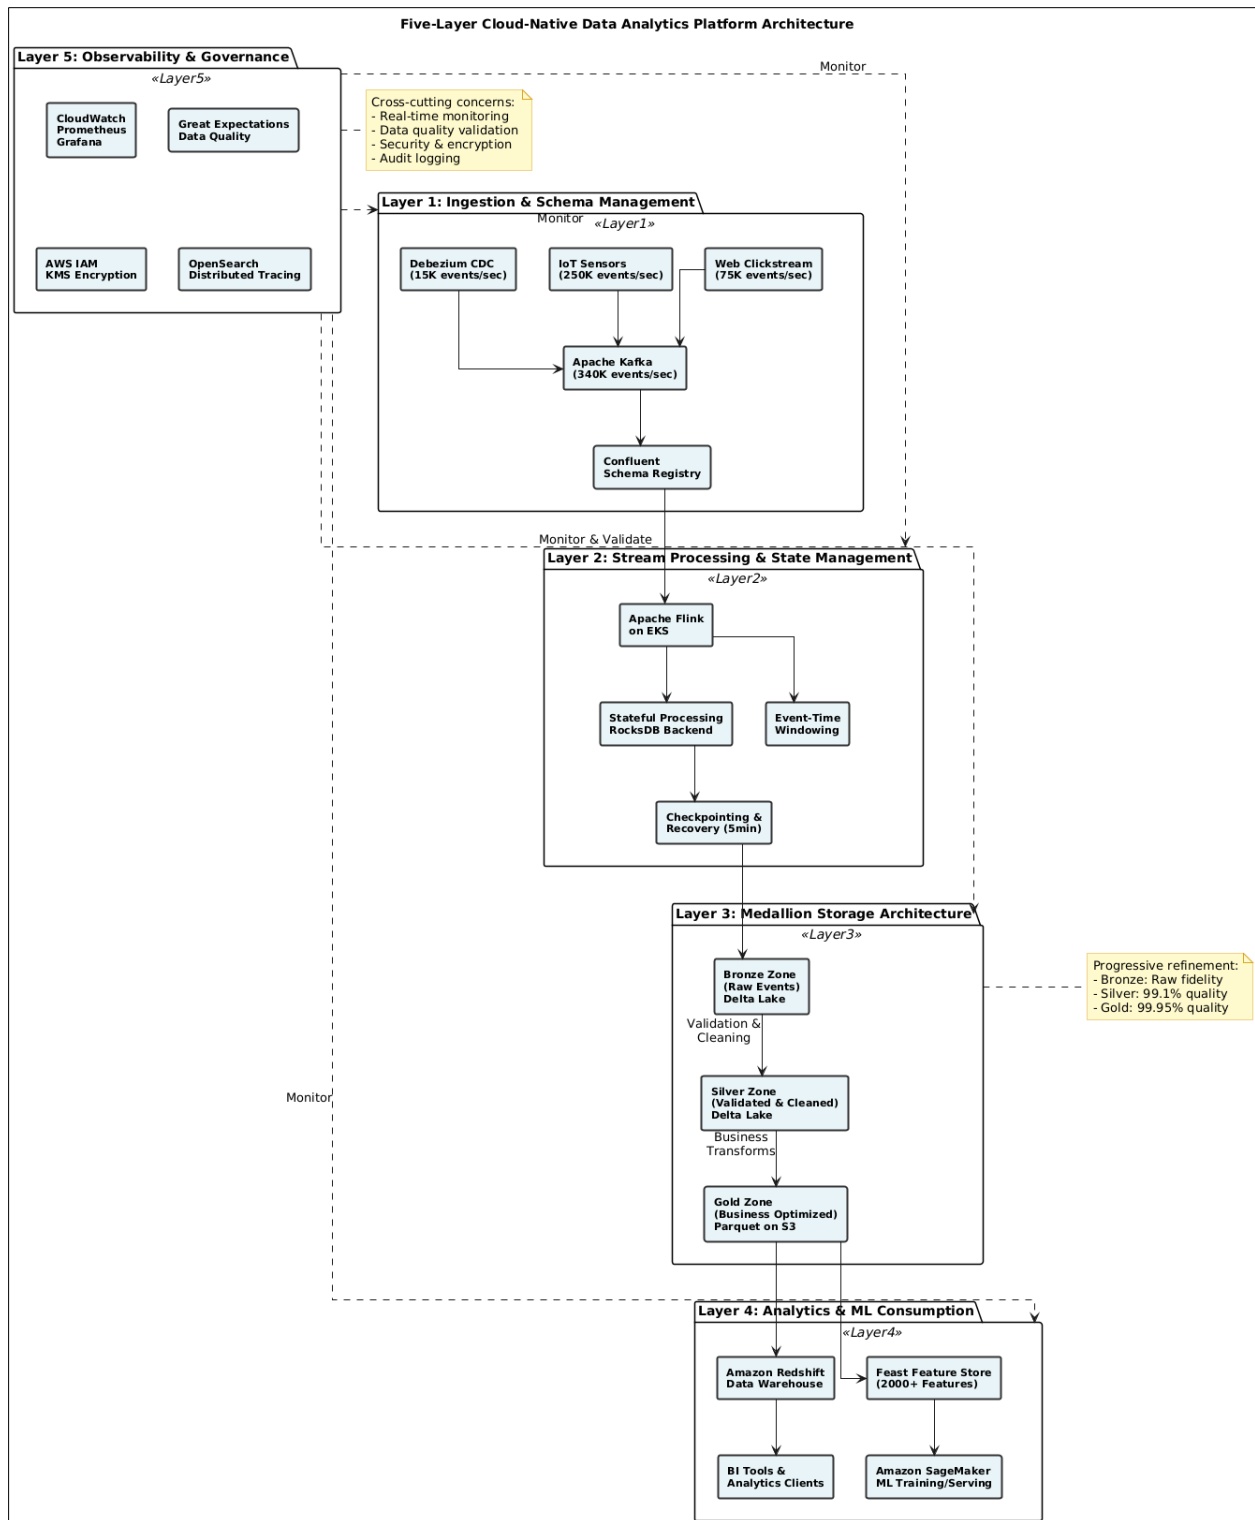 Five-Layer Cloud-Native Data Analytics Platform Architecture
Layer 5: Observability & Governance
«Layer5»
CloudWatch
Prometheus
Grafana
Great Expectations
Data Quality
AWS IAM
KMS Encryption
OpenSearch
Distributed Tracing
Monitor
Cross-cutting concerns:
- Real-time monitoring
- Data quality validation
- Security & encryption
- Audit logging
Layer 1: Ingestion & Schema Management
Monitor
«Layer1»
Debezium CDC
(15K events/sec)
IoT Sensors
(250K events/sec)
Web Clickstream
(75K events/sec)
Apache Kafka
(340K events/sec)
Confluent
Schema Registry
Monitor & Validate
Layer 2: Stream Processing & State Management
«Layer2»
Apache Flink
on EKS
Stateful Processing
RocksDB Backend
Event-Time
Windowing
Checkpointing &
Recovery (5min)
Layer 3: Medallion Storage Architecture
«Layer3»
Bronze Zone
(Raw Events)
Delta Lake
Validation &
Cleaning
Silver Zone
(Validated & Cleaned)
Delta Lake
Business
Transforms
Gold Zone
(Business Optimized)
Parquet on S3
Progressive refinement:
- Bronze: Raw fidelity
- Silver: 99.1% quality
- Gold: 99.95% quality
Monitor
Layer 4: Analytics & ML Consumption
«Layer4»
Amazon Redshift
Data Warehouse
Feast Feature Store
(2000+ Features)
BI Tools &
Analytics Clients
Amazon SageMaker
ML Training/Serving